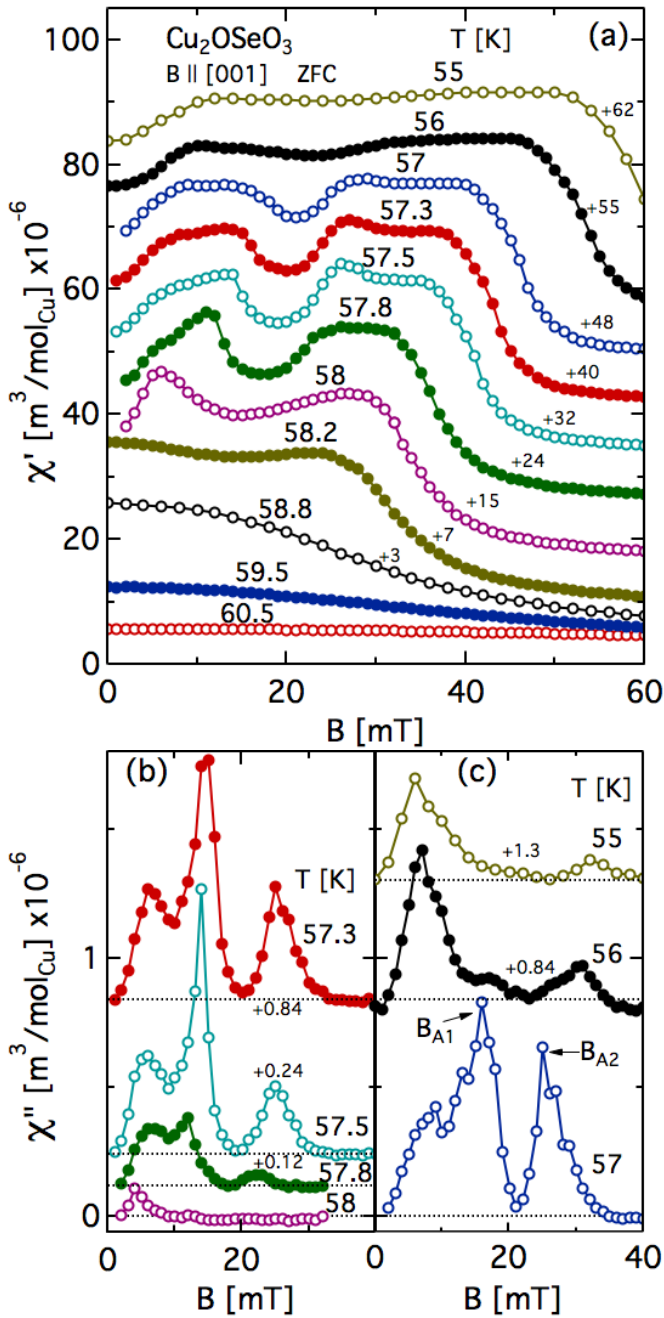 100
Cu₂OSeO₃ T [K] (a)
B || [001] ZFC 55
+62
56
80
57
+55
57.3
60
57.5
+48
57.8
+40
40
58
+32
58.2
+24
58.8
+15
20
+3
+7
59.5
60.5
0
χ' [m³/mol_Cu] x10⁻⁶
0 20 40 60
B [mT]
(b)
T [K]
57.3
1
+0.84
+0.24
57.5
+0.12
57.8
58
0
χ'' [m³/mol_Cu] x10⁻⁶
0 20
B [mT]
(c)
T [K]
55
+1.3
56
+0.84
B_A1
B_A2
57
0 20 40
B [mT]